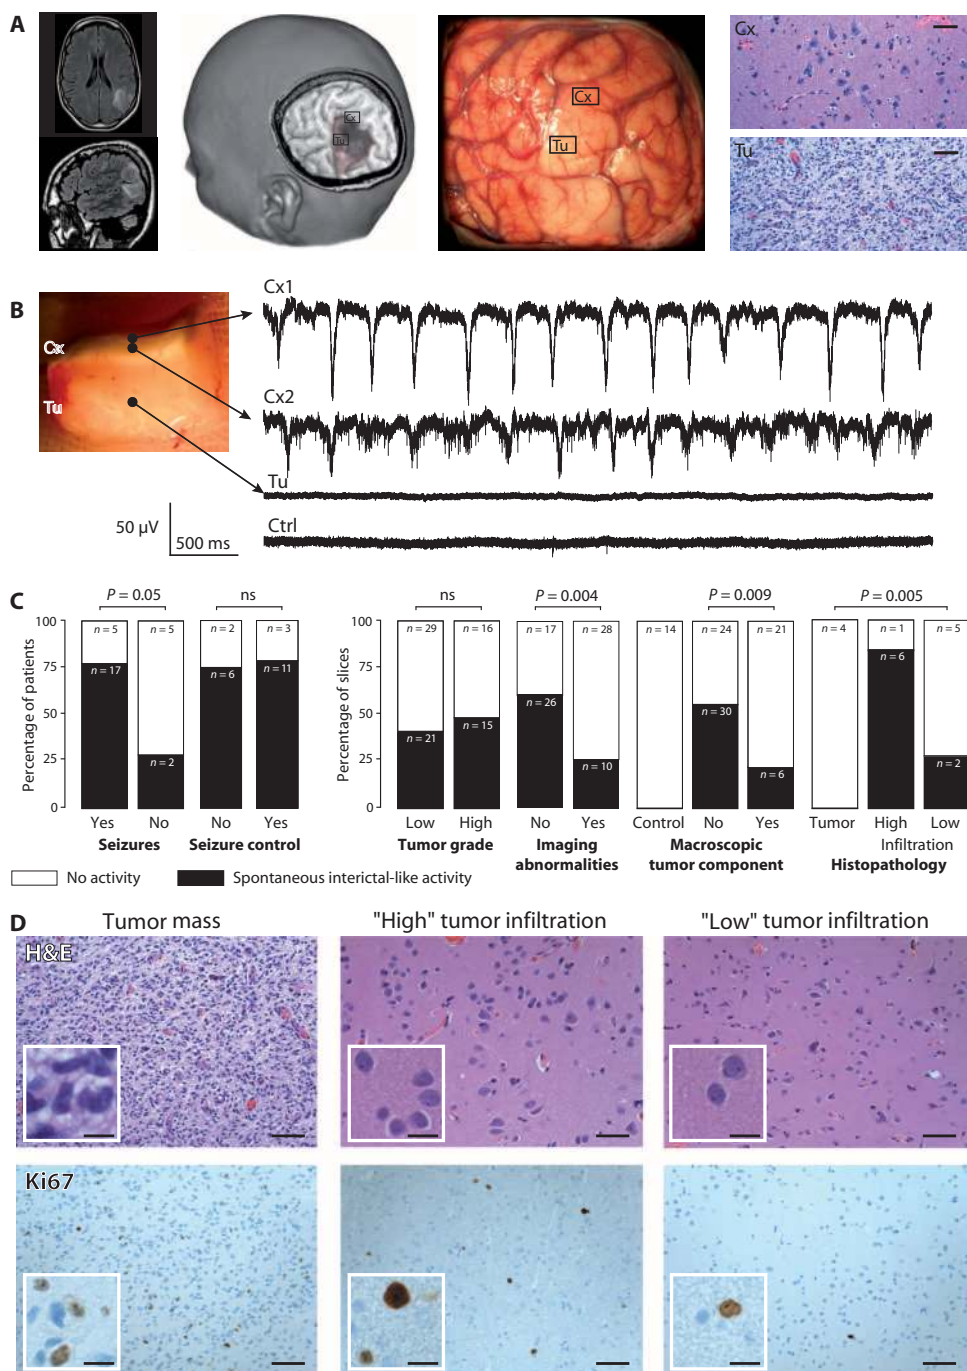 A
Cx
Tu
Cx
Tu
Cx
Tu
B
Cx
Tu
Cx1
Cx2
Tu
Ctrl
50 µV
500 ms
C
P = 0.05
ns
ns
P = 0.004
P = 0.009
P = 0.005
Percentage of patients
100
75
50
25
0
n = 5
n = 5
n = 2
n = 3
n = 17
n = 2
n = 6
n = 11
Yes
No
No
Yes
Seizures
Seizure control
Percentage of slices
100
75
50
25
0
n = 29
n = 16
n = 17
n = 28
n = 14
n = 24
n = 21
n = 4
n = 1
n = 5
n = 21
n = 15
n = 26
n = 10
n = 30
n = 6
n = 6
n = 2
Low
High
No
Yes
Control
No
Yes
Tumor
High
Low
Infiltration
Tumor grade
Imaging
abnormalities
Macroscopic
tumor component
Histopathology
No activity
Spontaneous interictal-like activity
D
Tumor mass
"High" tumor infiltration
"Low" tumor infiltration
H&E
Ki67